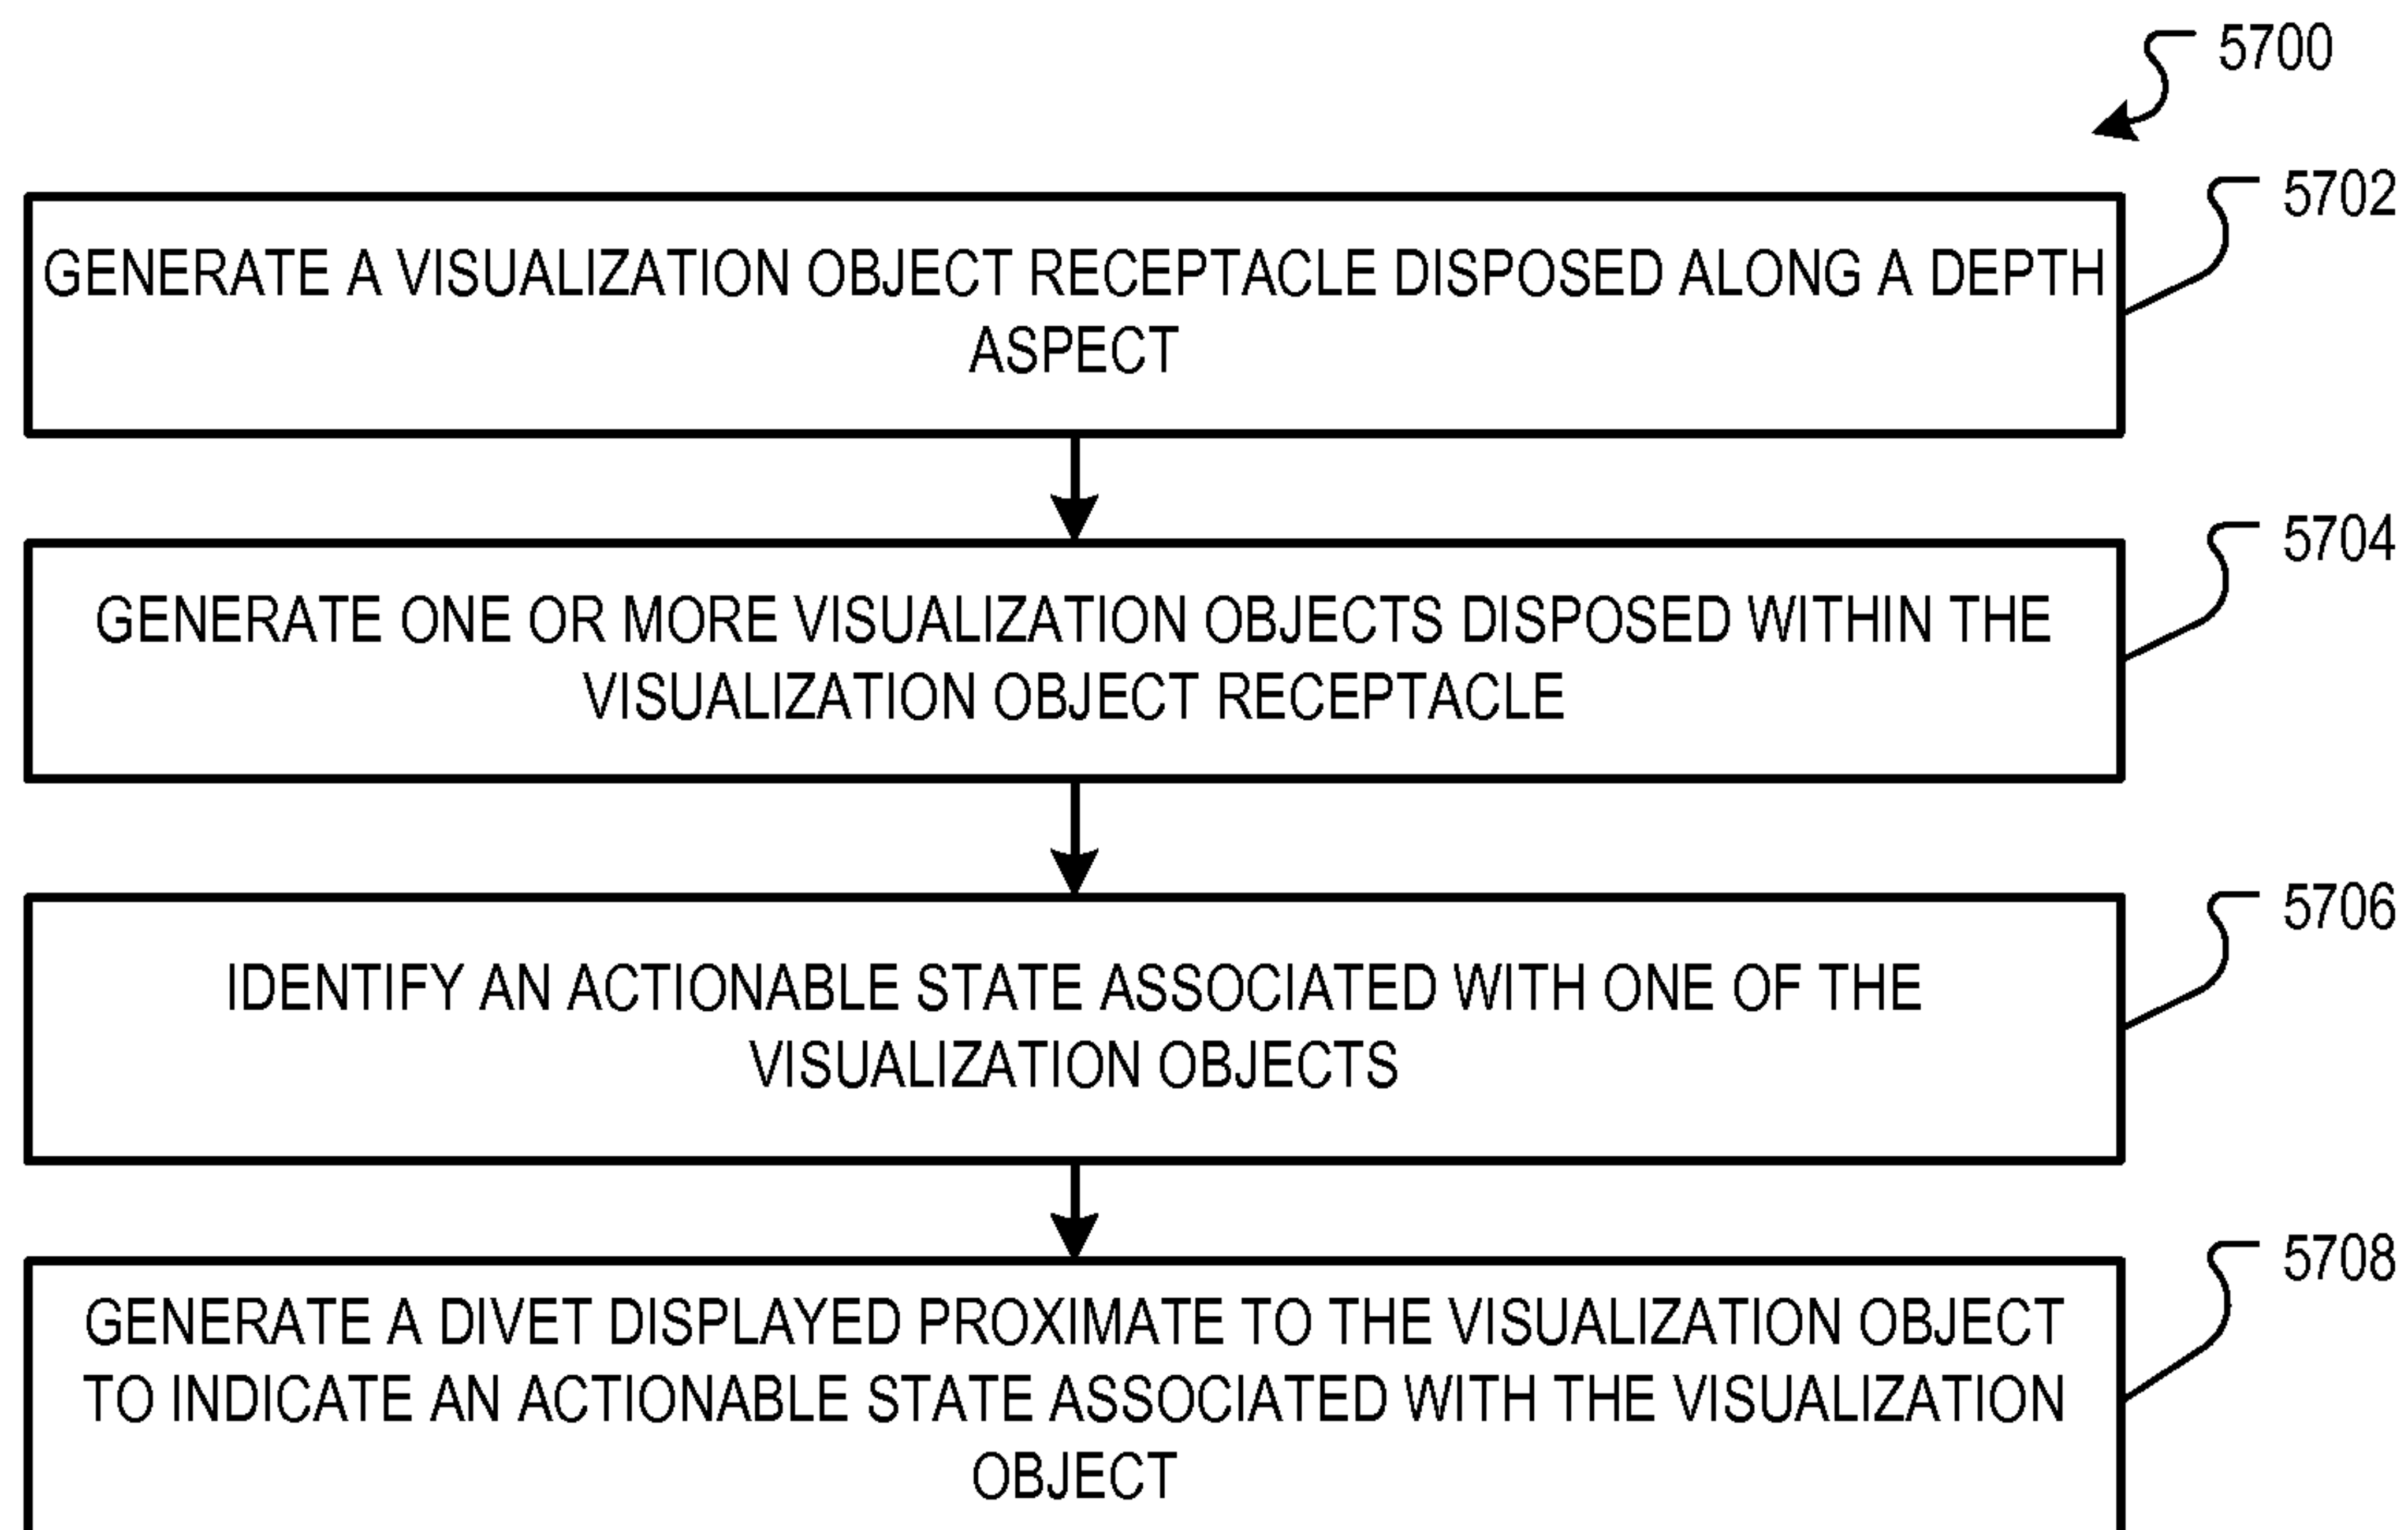 5700
5702
GENERATE A VISUALIZATION OBJECT RECEPTACLE DISPOSED ALONG A DEPTH
ASPECT
5704
GENERATE ONE OR MORE VISUALIZATION OBJECTS DISPOSED WITHIN THE
VISUALIZATION OBJECT RECEPTACLE
5706
IDENTIFY AN ACTIONABLE STATE ASSOCIATED WITH ONE OF THE
VISUALIZATION OBJECTS
5708
GENERATE A DIVET DISPLAYED PROXIMATE TO THE VISUALIZATION OBJECT
TO INDICATE AN ACTIONABLE STATE ASSOCIATED WITH THE VISUALIZATION
OBJECT